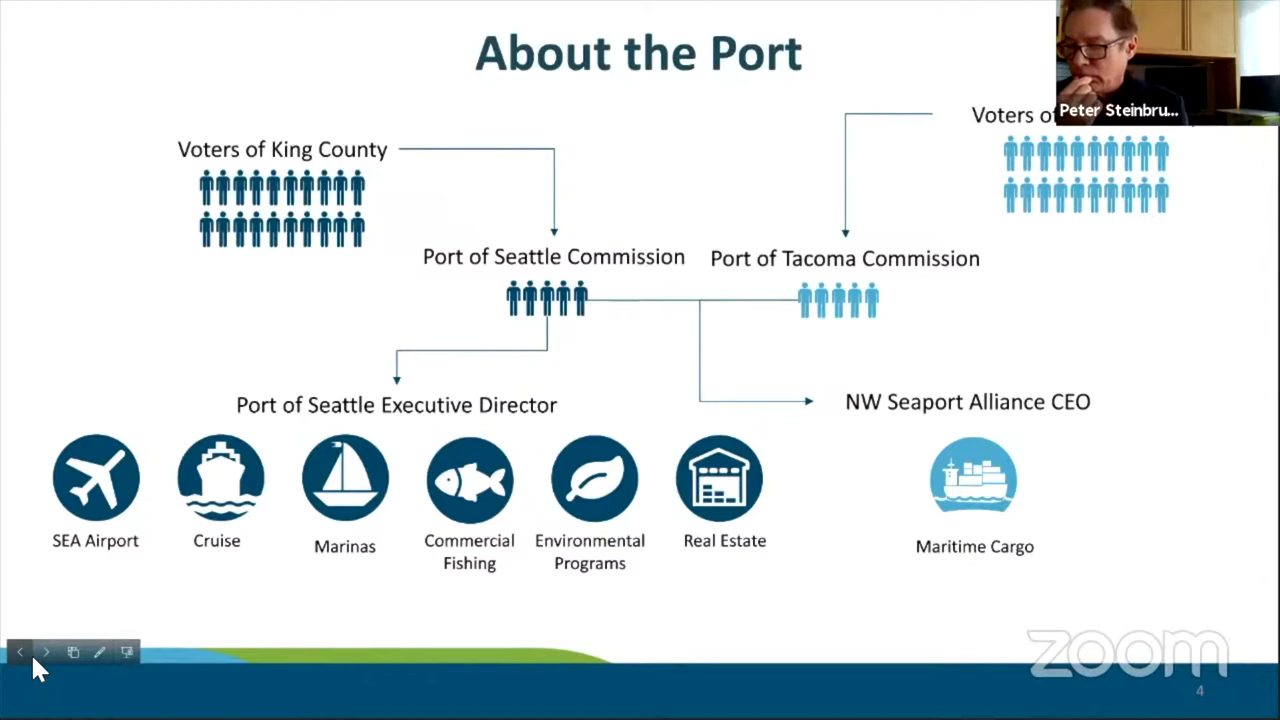 About the Port
Peter Steinbru...
Voters of
Voters of King County
Port of Seattle Commission
Port of Tacoma Commission
Port of Seattle Executive Director
NW Seaport Alliance CEO
SEA Airport
Cruise
Marinas
Commercial
Fishing
Environmental
Programs
Real Estate
Maritime Cargo
zoom
4